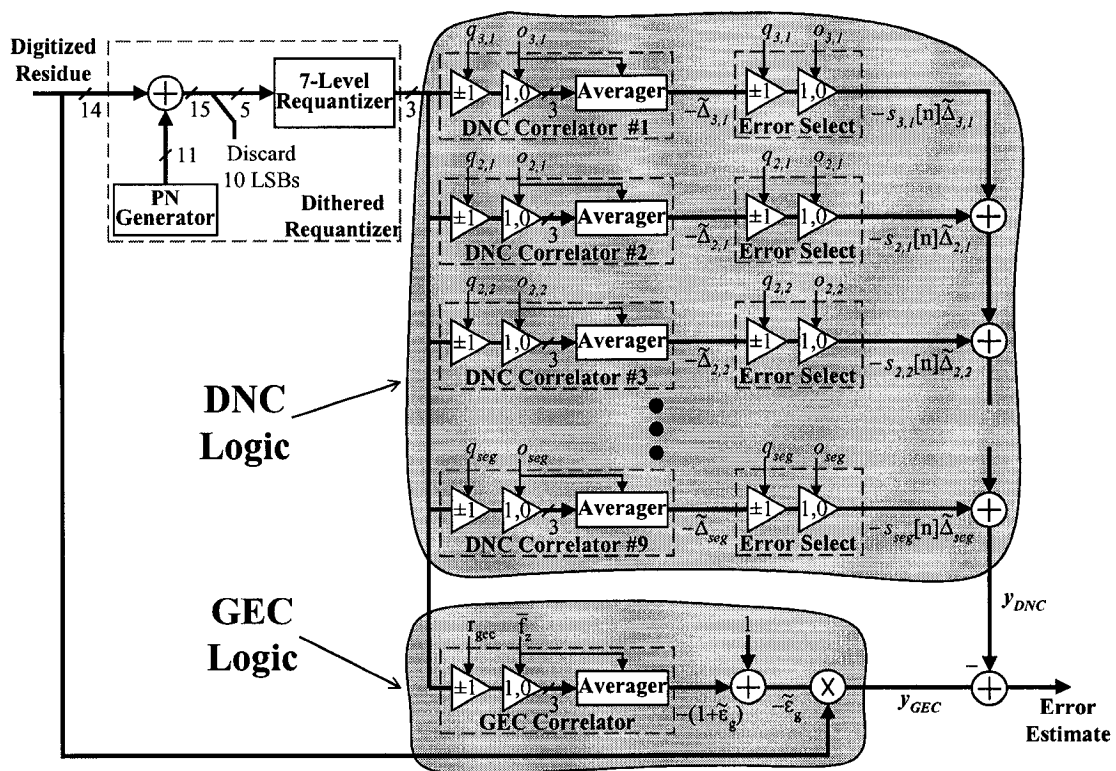 Digitized
Residue
14
15
5
7-Level
Requantizer
3
11
Discard
10 LSBs
PN
Generator
Dithered
Requantizer
q3,1 o3,1
±1 1,0 3 Averager
DNC Correlator #1
−Δ̃3,1
q3,1 o3,1
±1 1,0
Error Select
−s3,1[n]Δ̃3,1
q2,1 o2,1
±1 1,0 3 Averager
DNC Correlator #2
−Δ̃2,1
q2,1 o2,1
±1 1,0
Error Select
−s2,1[n]Δ̃2,1
q2,2 o2,2
±1 1,0 3 Averager
DNC Correlator #3
−Δ̃2,2
q2,2 o2,2
±1 1,0
Error Select
−s2,2[n]Δ̃2,2
DNC
Logic
qseg oseg
±1 1,0 3 Averager
DNC Correlator #9
−Δ̃seg
qseg oseg
±1 1,0
Error Select
−sseg[n]Δ̃seg
yDNC
GEC
Logic
rgec f̄z
±1 1,0 3 Averager
GEC Correlator
−(1+ε̃g)
1
−ε̃g
X
yGEC
−
Error
Estimate